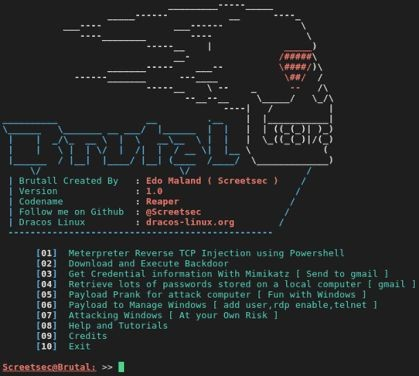 Brutall Created By : Edo Maland ( Screetsec )
Version : 1.0
Codename : Reaper
Follow me on Github : @Screetsec
Dracos Linux : dracos-linux.org
[01] Meterpreter Reverse TCP Injection using Powershell
[02] Download and Execute Backdoor
[03] Get Credential information With Mimikatz [ Send to gmail ]
[04] Retrieve lots of passwords stored on a local computer [ gmail ]
[05] Payload Prank for attack computer [ Fun with Windows ]
[06] Payload to Manage Windows [ add user,rdp enable,telnet ]
[07] Attacking Windows [ At your Own Risk ]
[08] Help and Tutorials
[09] Credits
[10] Exit
Screetsec@Brutal: >>